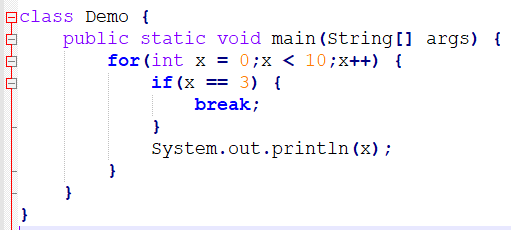 class Demo {
    public static void main(String[] args) {
        for(int x = 0;x < 10;x++) {
            if(x == 3) {
                break;
            }
            System.out.println(x);
        }
    }
}